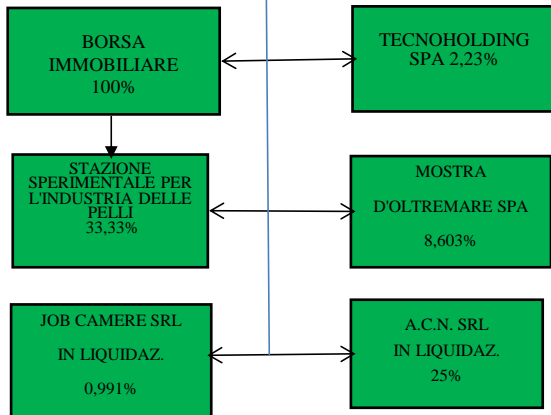 BORSA
IMMOBILIARE
100%
TECNOHOLDING
SPA 2,23%
STAZIONE
SPERIMENTALE PER
L'INDUSTRIA DELLE
PELLI
33,33%
MOSTRA
D'OLTREMARE SPA
8,603%
JOB CAMERE SRL
IN LIQUIDAZ.
0,991%
A.C.N. SRL
IN LIQUIDAZ.
25%